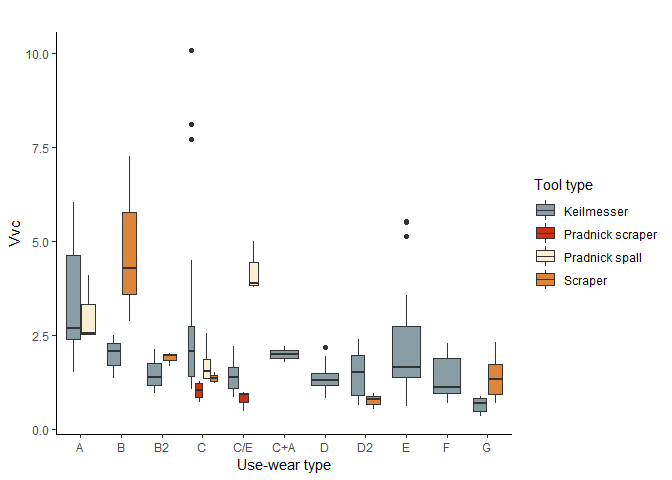 10.0
7.5
5.0
2.5
0.0
Vvc
A B B2 C C/E C+A D D2 E F G
Use-wear type
Tool type
Keilmesser
Pradnick scraper
Pradnick spall
Scraper